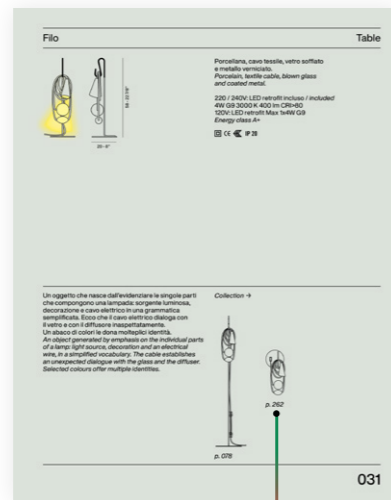 Filo
Table
Porcellana, cavo tessile, vetro soffiato
e metallo verniciato.
Porcelain, textile cable, blown glass
and coated metal.
220 / 240V: LED retrofit incluso / included
4W G9 3000 K 400 lm CRI>80
120V: LED retrofit Max 1x4W G9
Energy class A+
CE IP 20
Un oggetto che nasce dall'evidenziare le singole parti
che compongono una lampada: sorgente luminosa,
decorazione e cavo elettrico in una grammatica
semplificata. Ecco che il cavo elettrico dialoga con
il vetro e con il diffusore inaspettatamente.
Un abaco di colori le dona molteplici identità.
An object generated by emphasis on the individual parts
of a lamp: light source, decoration and an electrical
wire, in a simplified vocabulary. The cable establishes
an unexpected dialogue with the glass and the diffuser.
Selected colours offer multiple identities.
Collection →
p. 262
p. 078
031